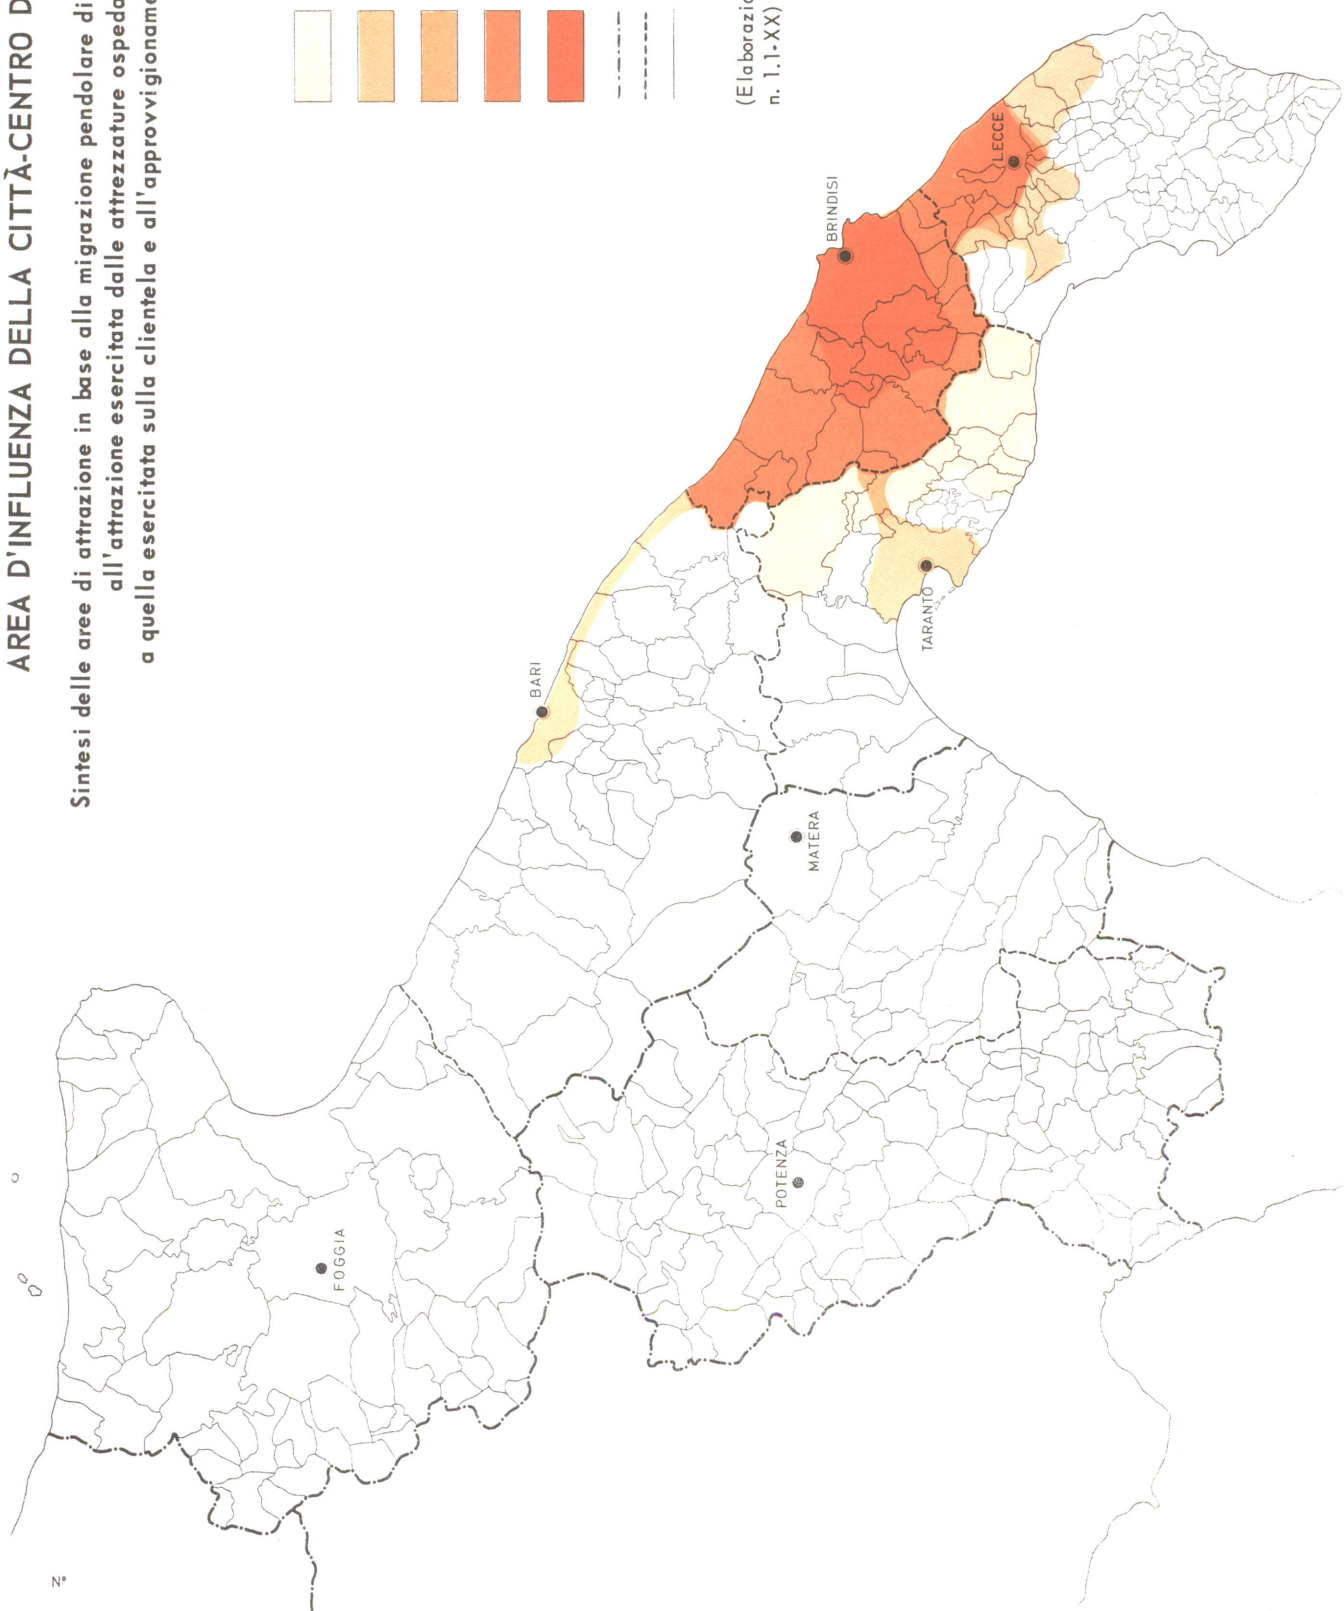 AREA D'INFLUENZA DELLA CITTÀ-CENTRO D
Sintesi delle aree di attrazione in base alla migrazione pendolare di
all'attrazione esercitata dalle attrezzature ospeda
a quella esercitata sulla clientela e all'approvvigioname
(Elaborazio
n. 1.1-XX)
LECCE
BRINDISI
TARANTO
BARI
MATERA
POTENZA
FOGGIA
N°